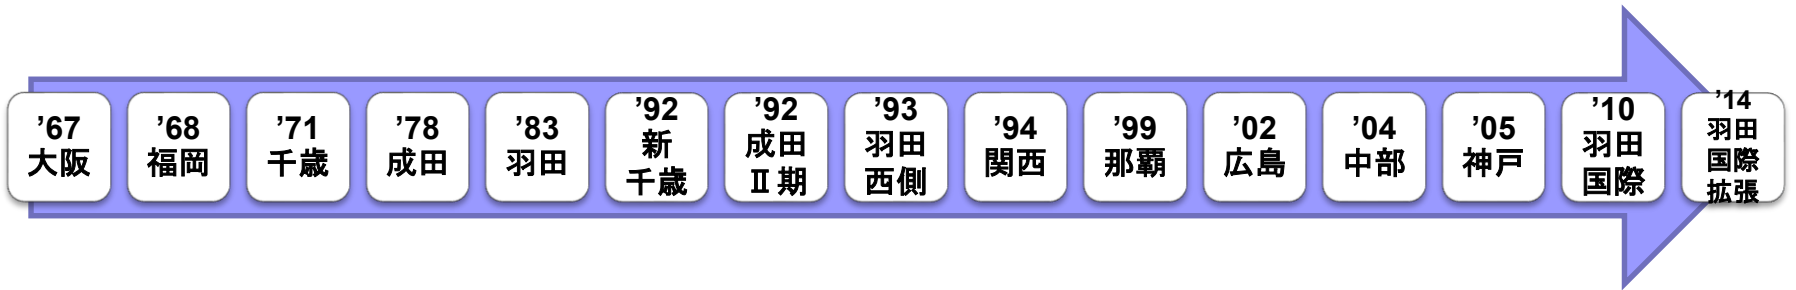 ’67
大阪
’68
福岡
’71
千歳
’78
成田
’83
羽田
’92
新
千歳
’92
成田
Ⅱ期
’93
羽田
西側
’94
関西
’99
那覇
’02
広島
’04
中部
’05
神戸
’10
羽田
国際
’14
羽田
国際
拡張